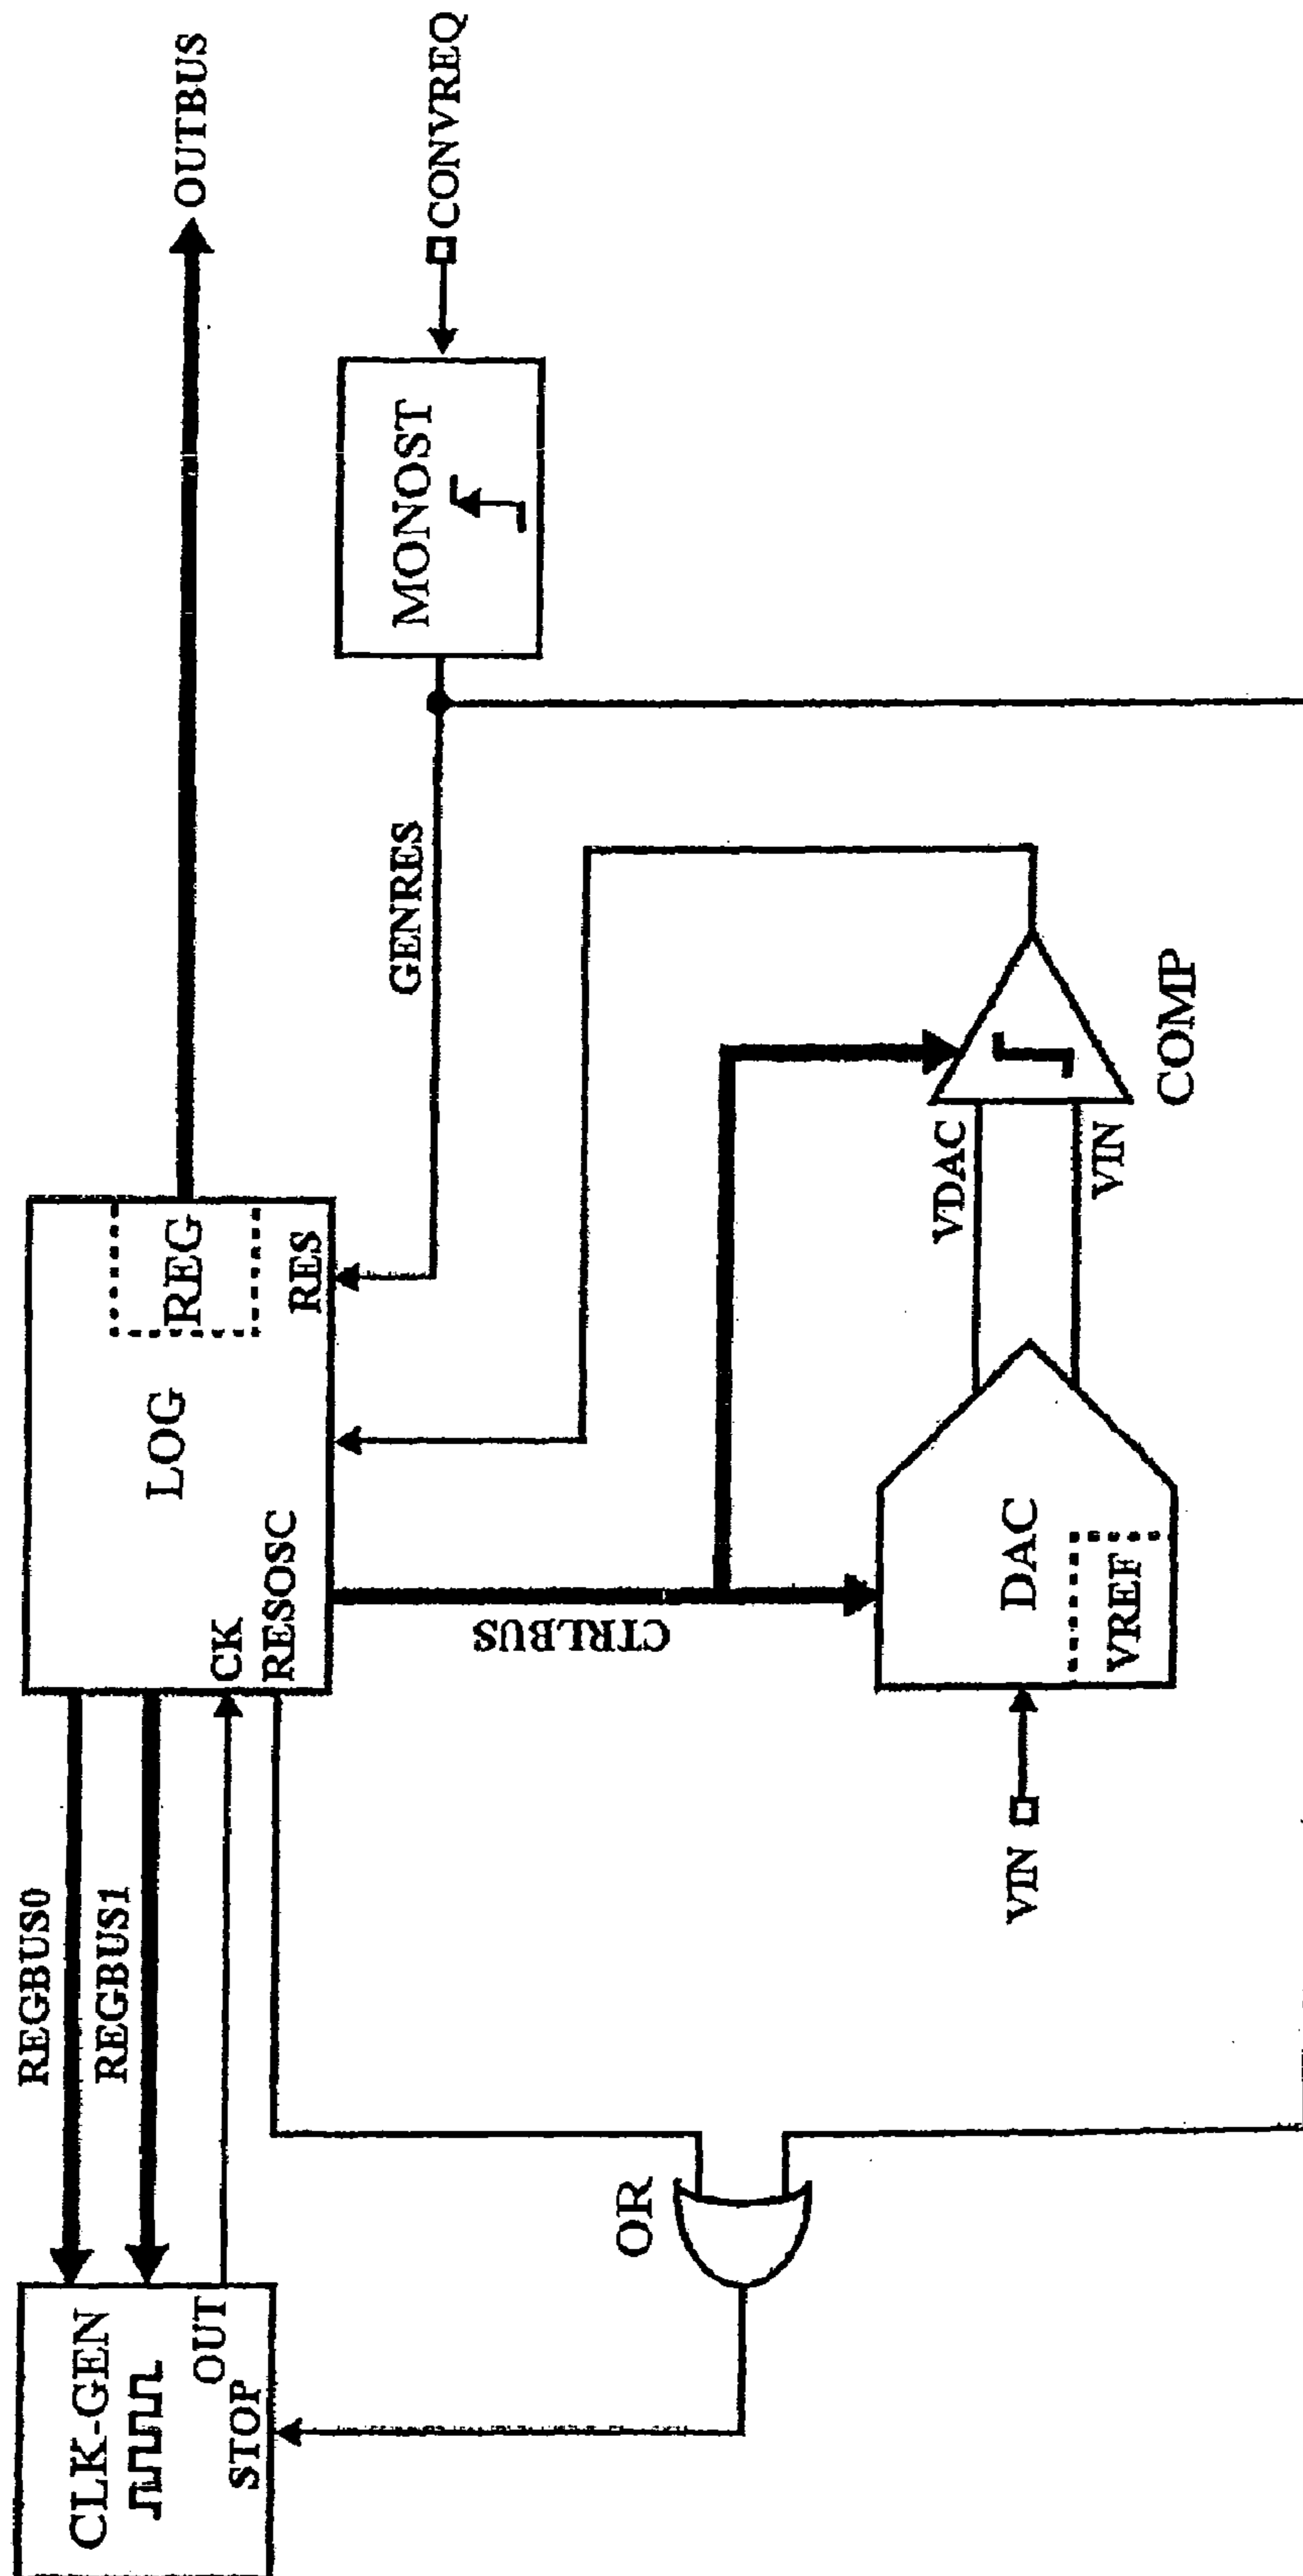 CLK-GEN
OUT
STOP
REGBUS0
REGBUS1
CK
RESOSC
LOG
REG
RES
OUTBUS
GENRES
MONOST
CONVREQ
OR
CTRLBUS
VIN
DAC
VREF
VDAC
VIN
COMP